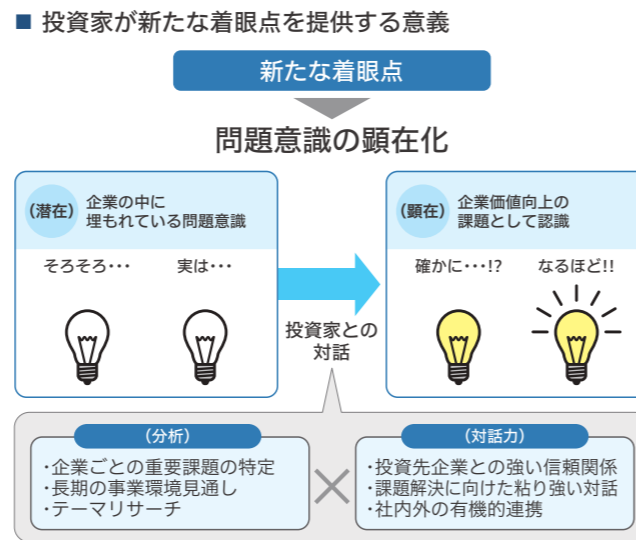 ■ 投資家が新たな着眼点を提供する意義
新たな着眼点
問題意識の顕在化
(潜在) 企業の中に
埋もれている問題意識
そろそろ･･･ 実は･･･
(顕在) 企業価値向上の
課題として認識
確かに･･･!? なるほど!!
投資家との
対話
(分析)
･企業ごとの重要課題の特定
･長期の事業環境見通し
･テーマリサーチ
×
(対話力)
･投資先企業との強い信頼関係
･課題解決に向けた粘り強い対話
･社内外の有機的連携